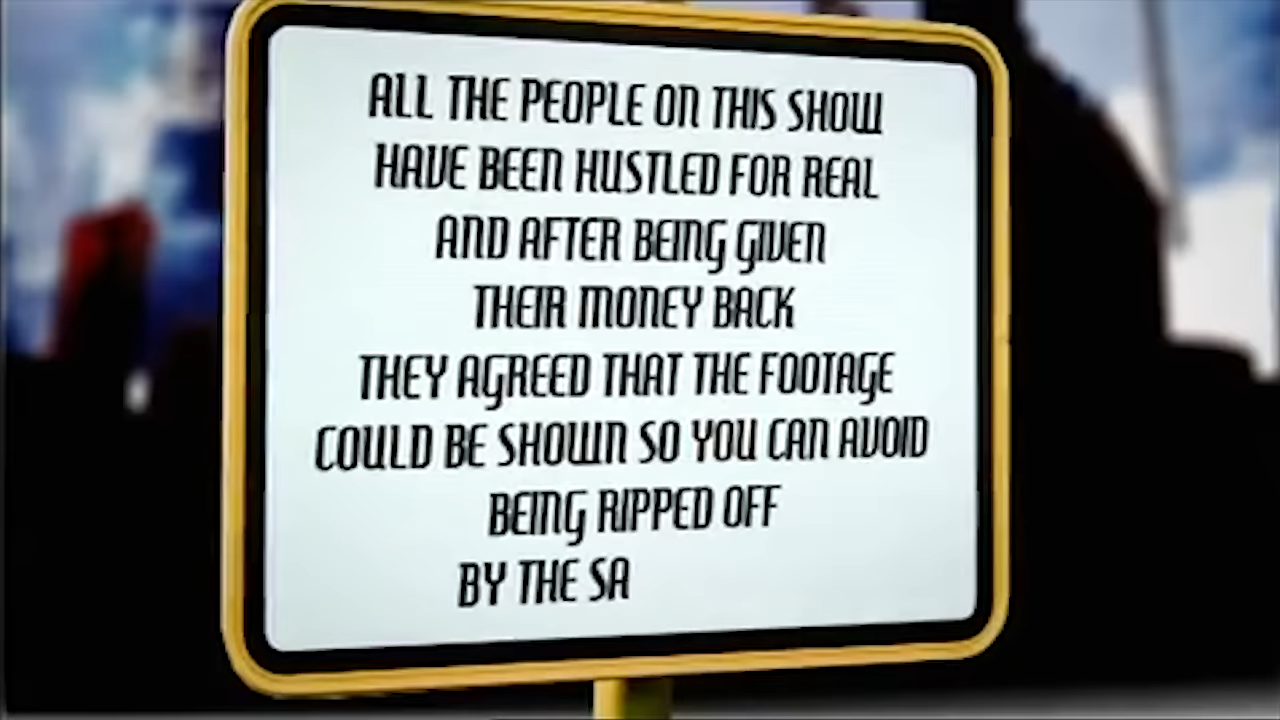 ALL THE PEOPLE ON THIS SHOW
HAVE BEEN HUSTLED FOR REAL
AND AFTER BEING GIVEN
THEIR MONEY BACK
THEY AGREED THAT THE FOOTAGE
COULD BE SHOWN SO YOU CAN AVOID
BEING RIPPED OFF
BY THE SA